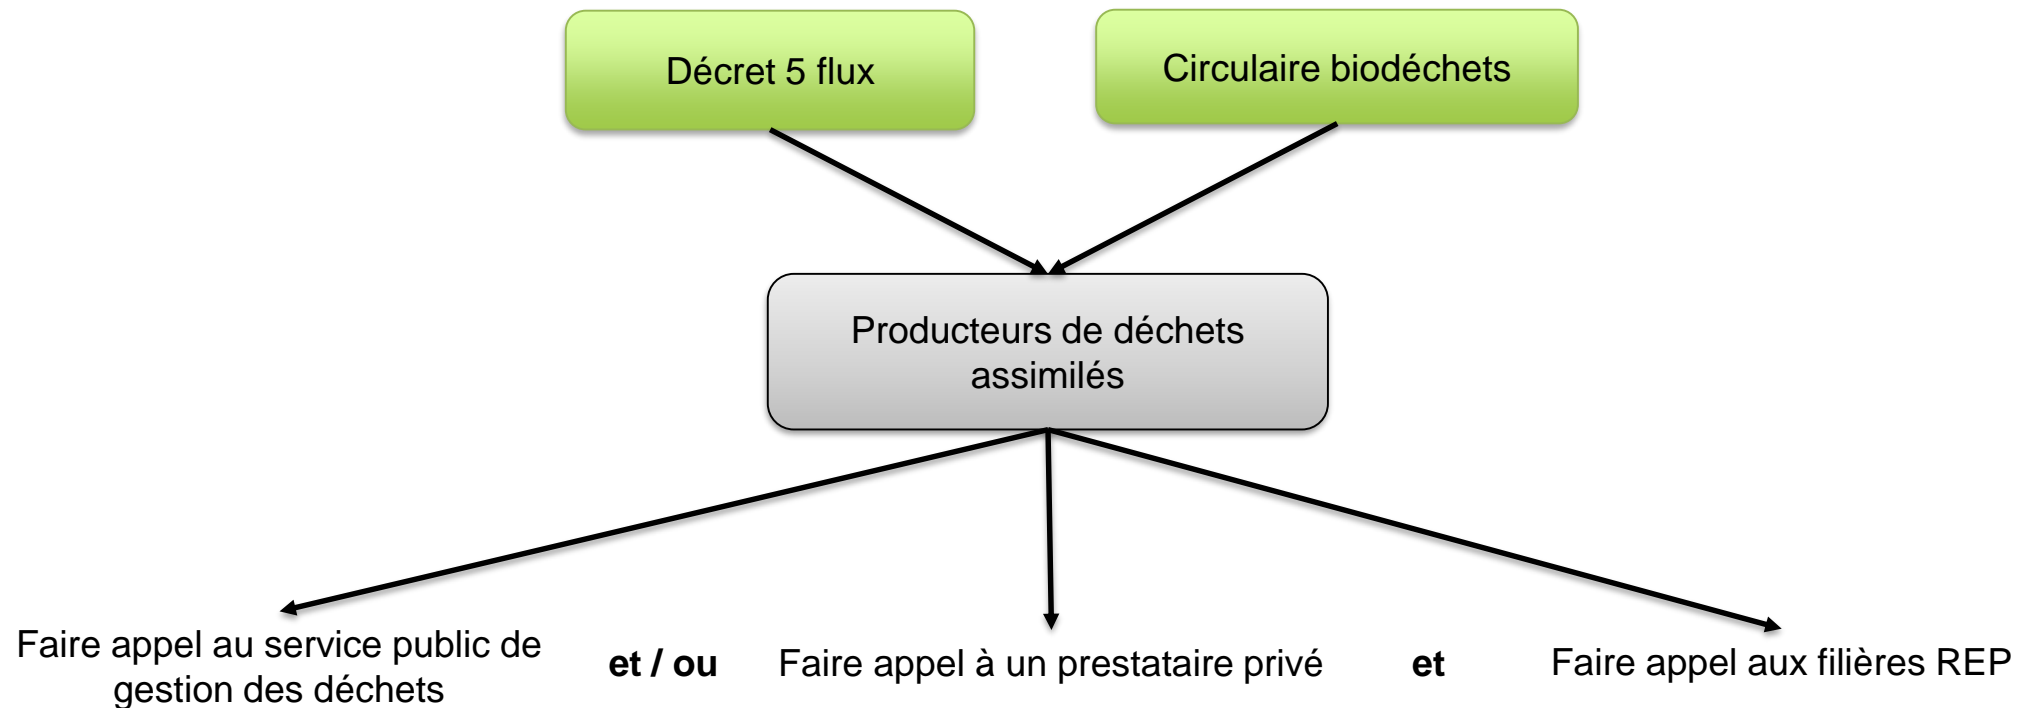 Décret 5 flux
Circulaire biodéchets
Producteurs de déchets
assimilés
Faire appel au service public de
gestion des déchets
et / ou
Faire appel à un prestataire privé
et
Faire appel aux filières REP